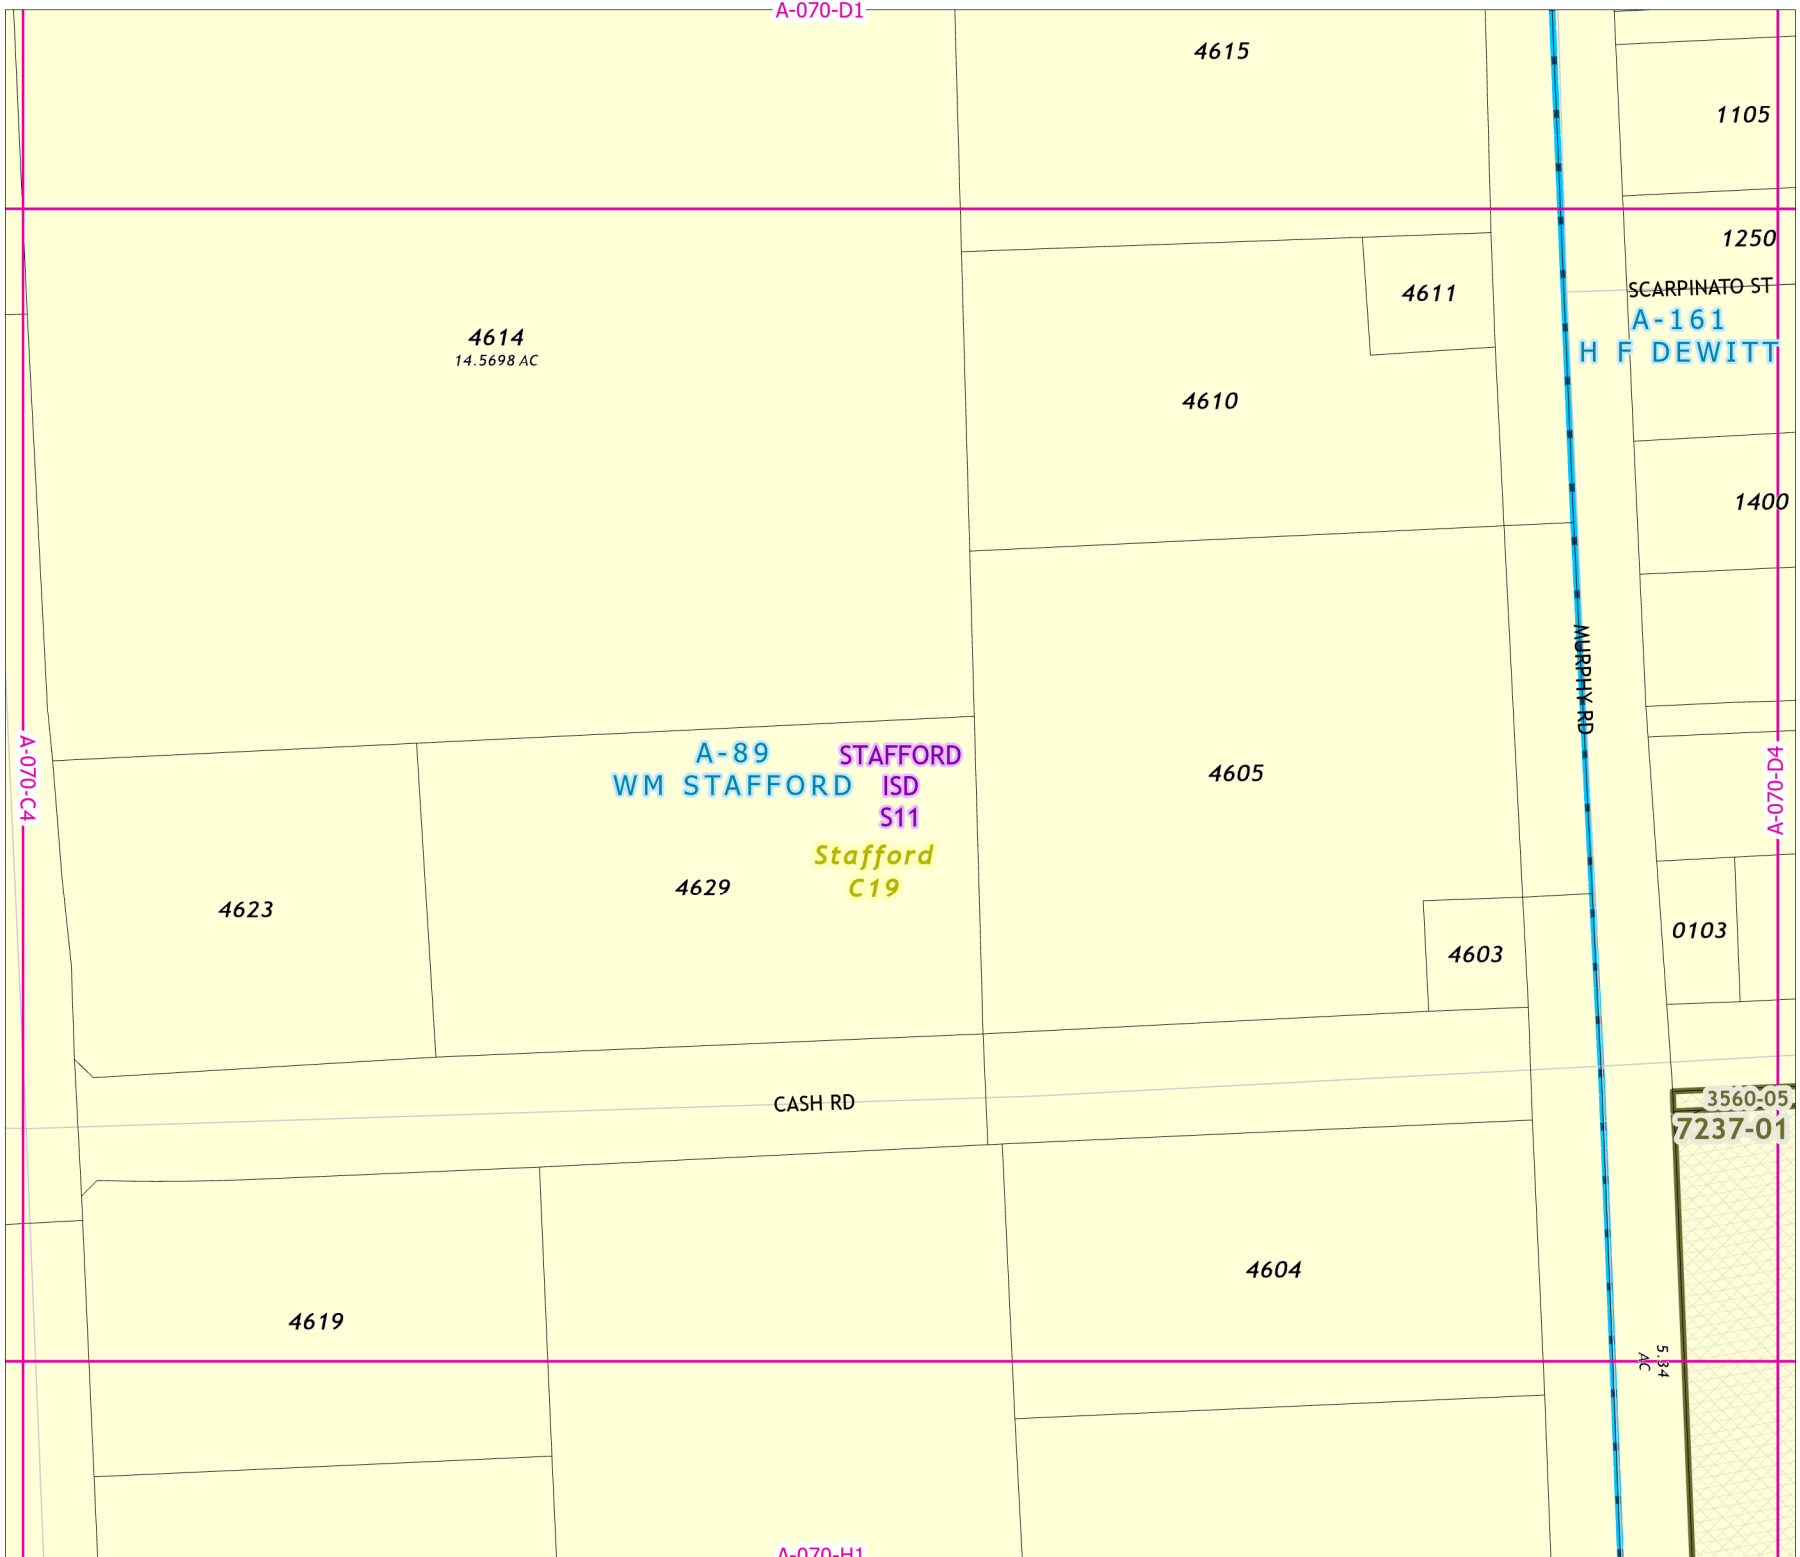 A-070-D1
4615
1105
1250
SCARPINATO ST
4611
A-161
H F DEWITT
4614
14.5698 AC
4610
1400
MURPHY RD
A-070-C4
A-89
WM STAFFORD
STAFFORD
ISD
S11
4605
A-070-D4
Stafford
C19
4629
4623
4603
0103
CASH RD
3560-05
7237-01
4604
4619
5.34
AC
A-070-H1